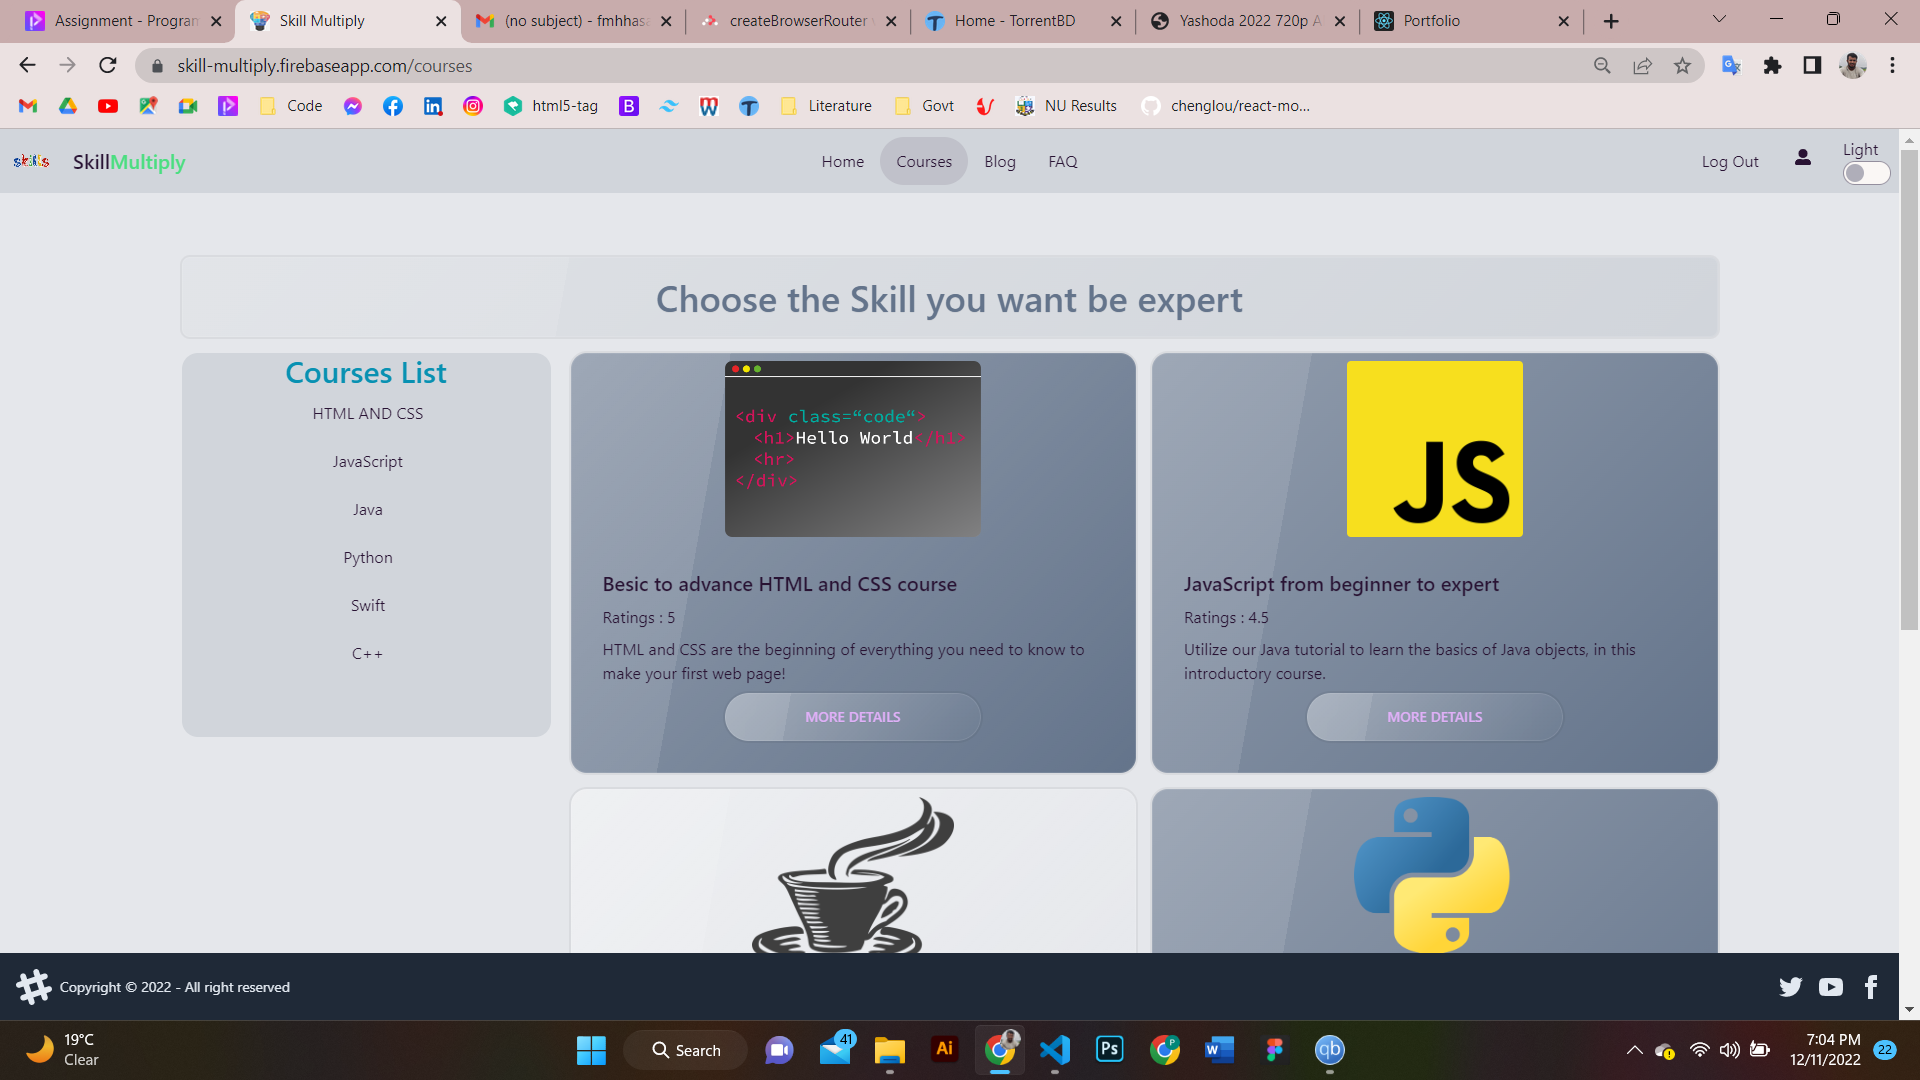 Assignment - Program
Skill Multiply
(no subject) - fmhhasa
createBrowserRouter v
Home - TorrentBD
Yashoda 2022 720p A
Portfolio
skill-multiply.firebaseapp.com/courses
Code
html5-tag
Literature
Govt
NU Results
chenglou/react-mo...
skills
SkillMultiply
Home
Courses
Blog
FAQ
Log Out
Light
Choose the Skill you want be expert
Courses List
HTML AND CSS
JavaScript
Java
Python
Swift
C++
<div class=“code“>
<h1>Hello World</h1>
<hr>
</div>
Besic to advance HTML and CSS course
Ratings : 5
HTML and CSS are the beginning of everything you need to know to
make your first web page!
MORE DETAILS
JS
JavaScript from beginner to expert
Ratings : 4.5
Utilize our Java tutorial to learn the basics of Java objects, in this
introductory course.
MORE DETAILS
Copyright © 2022 - All right reserved
19°C
Clear
Search
41
Ai
Ps
P
W
qb
7:04 PM
12/11/2022
22